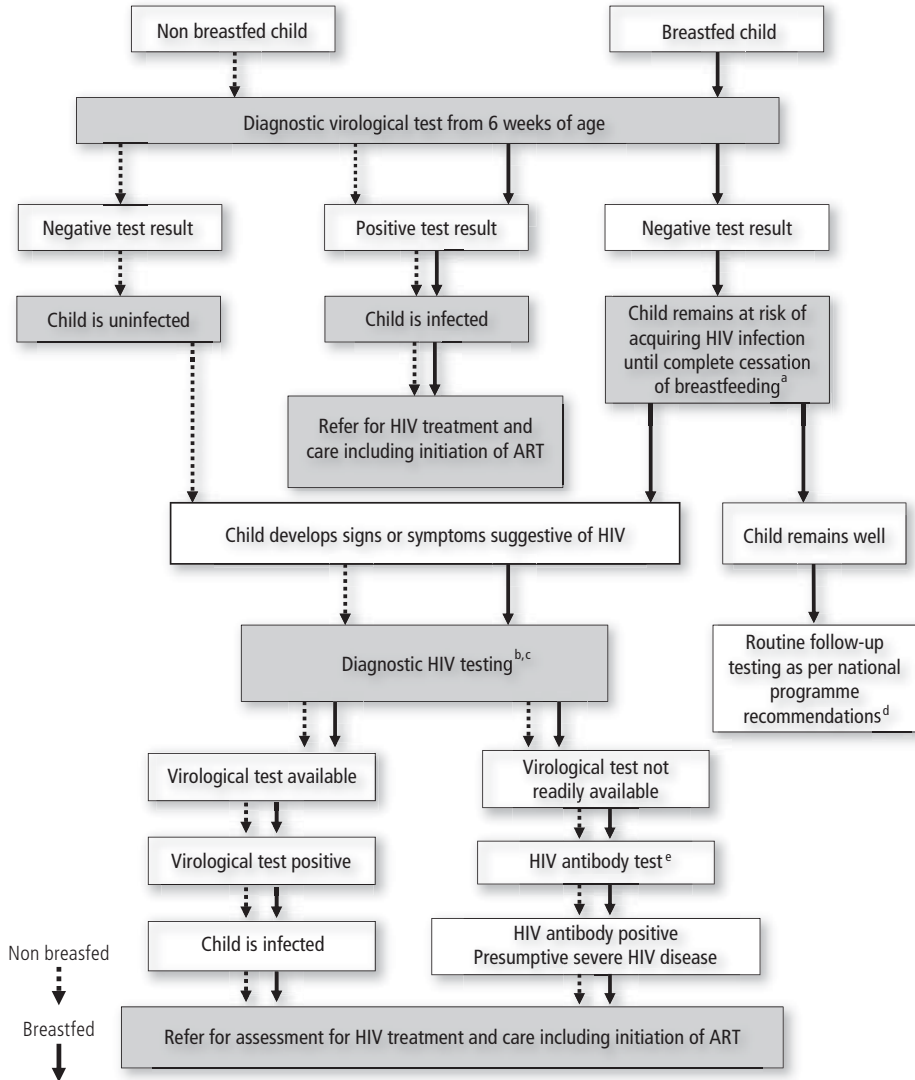 Non breastfed child
Breastfed child
Diagnostic virological test from 6 weeks of age
Negative test result
Positive test result
Negative test result
Child is uninfected
Child is infected
Child remains at risk of
acquiring HIV infection
until complete cessation
of breastfeeding a
Refer for HIV treatment and
care including initiation of ART
Child develops signs or symptoms suggestive of HIV
Child remains well
Diagnostic HIV testing b,c
Routine follow-up
testing as per national
programme
recommendations d
Virological test available
Virological test not
readily available
Virological test positive
HIV antibody test e
Child is infected
HIV antibody positive
Presumptive severe HIV disease
Non breasfed
Breastfed
Refer for assessment for HIV treatment and care including initiation of ART